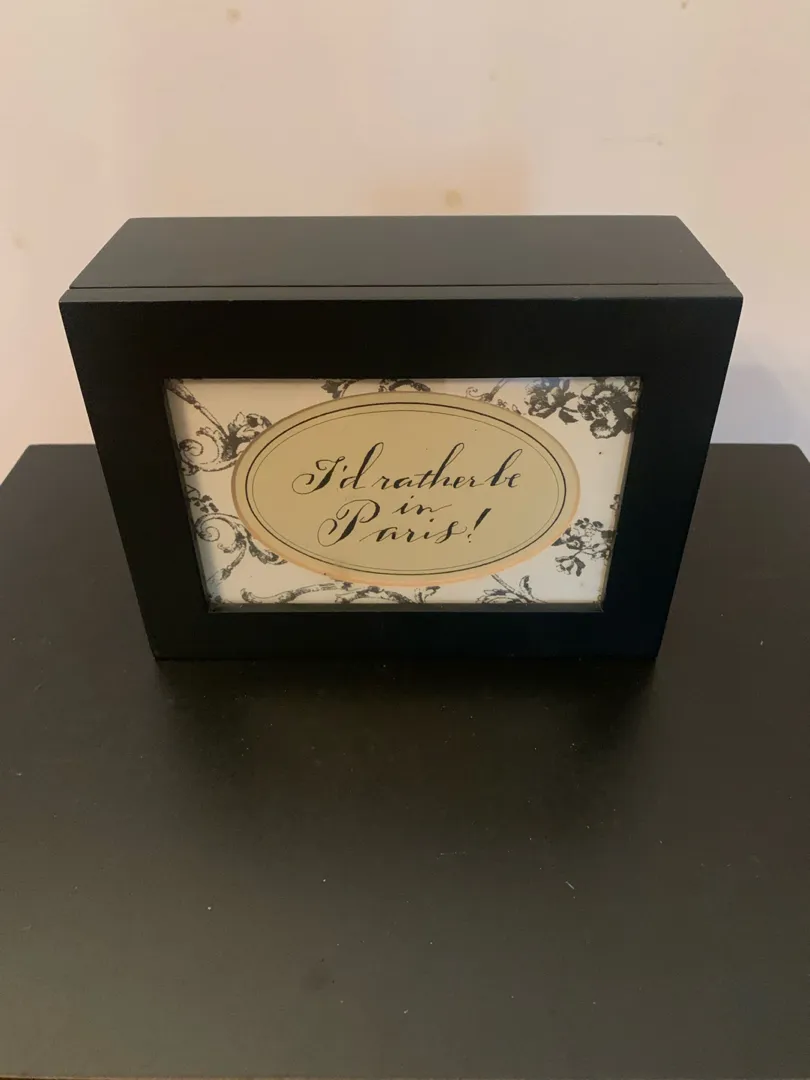 I'd rather be
in
Paris!